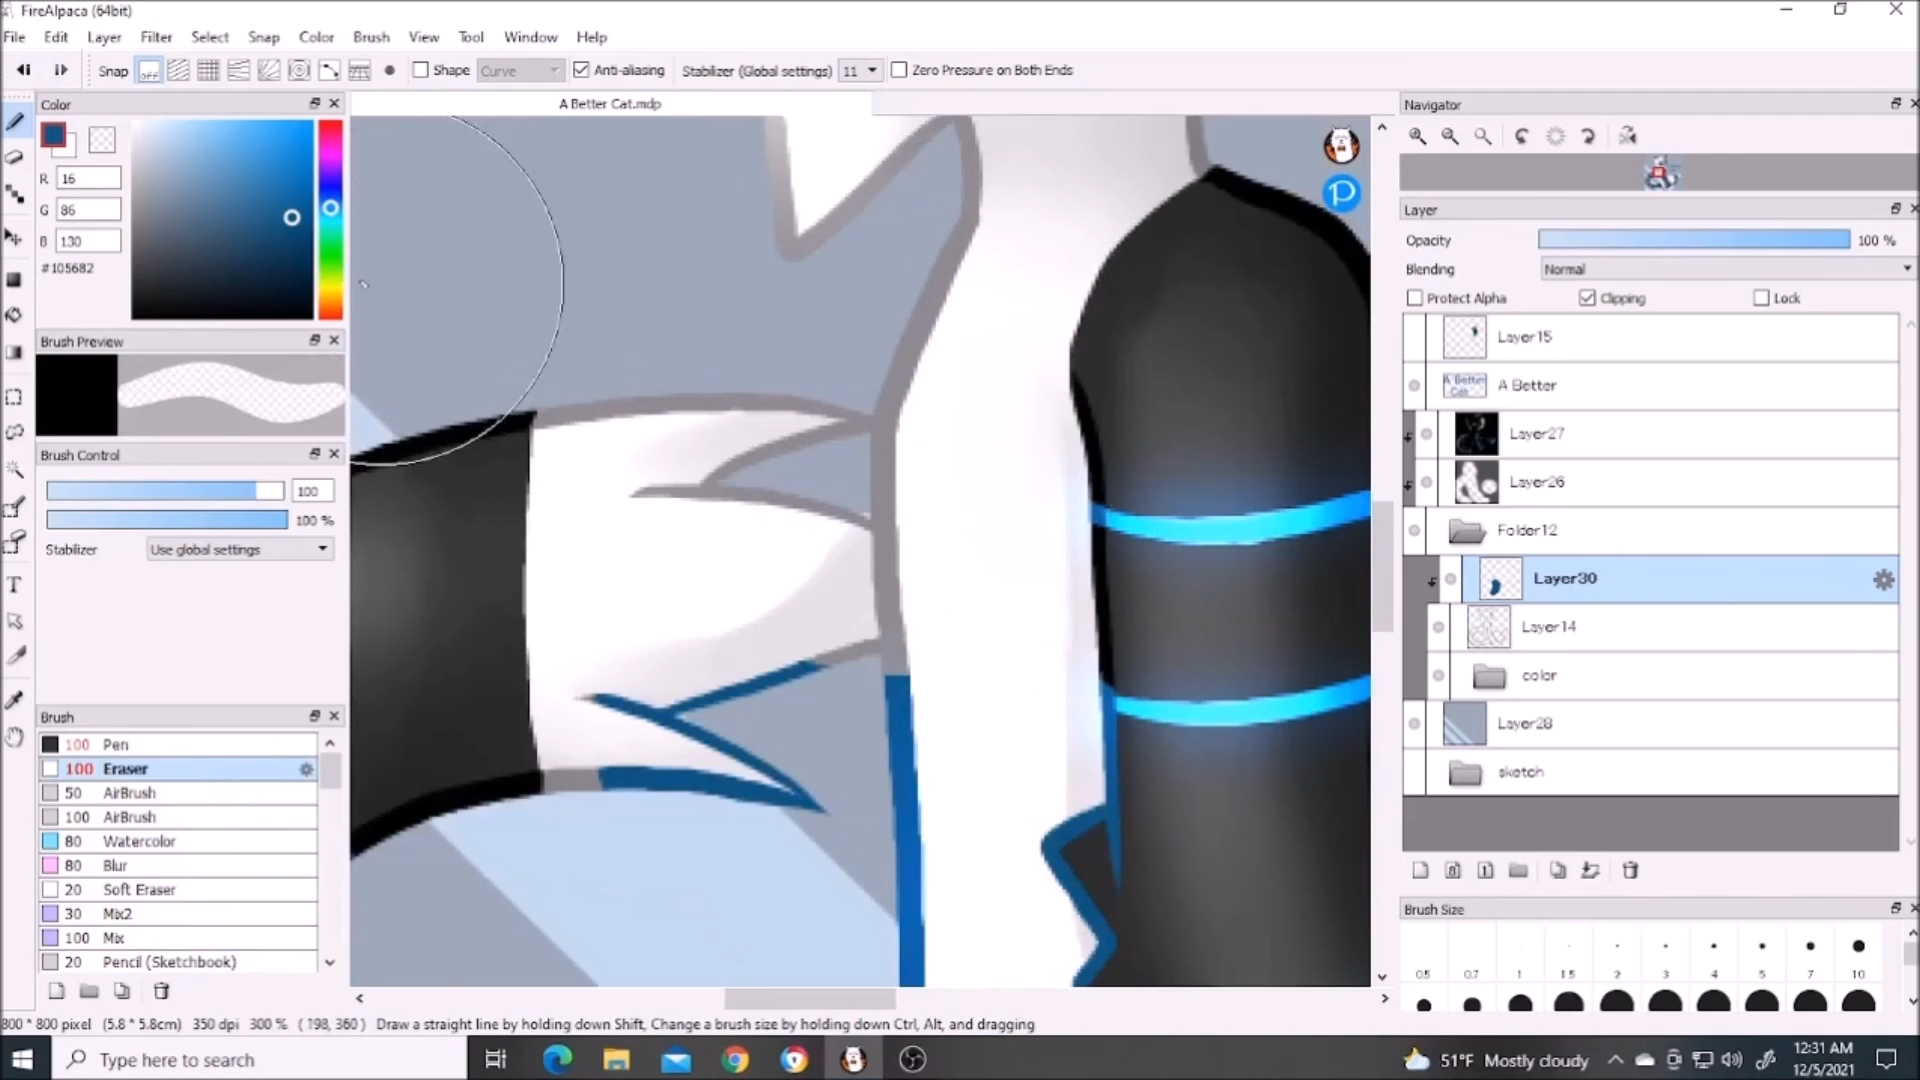 FireAlpaca (64bit)
File Edit Layer Filter Select Snap Color Brush View Tool Window Help
Snap OFF Shape Curve Anti-aliasing Stabilizer (Global settings) 11 Zero Pressure on Both Ends
Color
A Better Cat.mdp
R 16
G 86
B 130
#105682
Brush Preview
Brush Control
100
100 %
Stabilizer Use global settings
Brush
100 Pen
100 Eraser
50 AirBrush
100 AirBrush
80 Watercolor
80 Blur
20 Soft Eraser
30 Mix2
100 Mix
20 Pencil (Sketchbook)
Navigator
Layer
Opacity 100 %
Blending Normal
Protect Alpha Clipping Lock
Layer15
A Better Cat
A Better
Layer27
Layer26
Folder12
Layer30
Layer14
color
Layer28
sketch
Brush Size
0.5 0.7 1 1.5 2 3 4 5 7 10
800 * 800 pixel (5.8 * 5.8cm) 350 dpi 300 % ( 198, 360 ) Draw a straight line by holding down Shift, Change a brush size by holding down Ctrl, Alt, and dragging
Type here to search
51°F Mostly cloudy
12:31 AM
12/5/2021